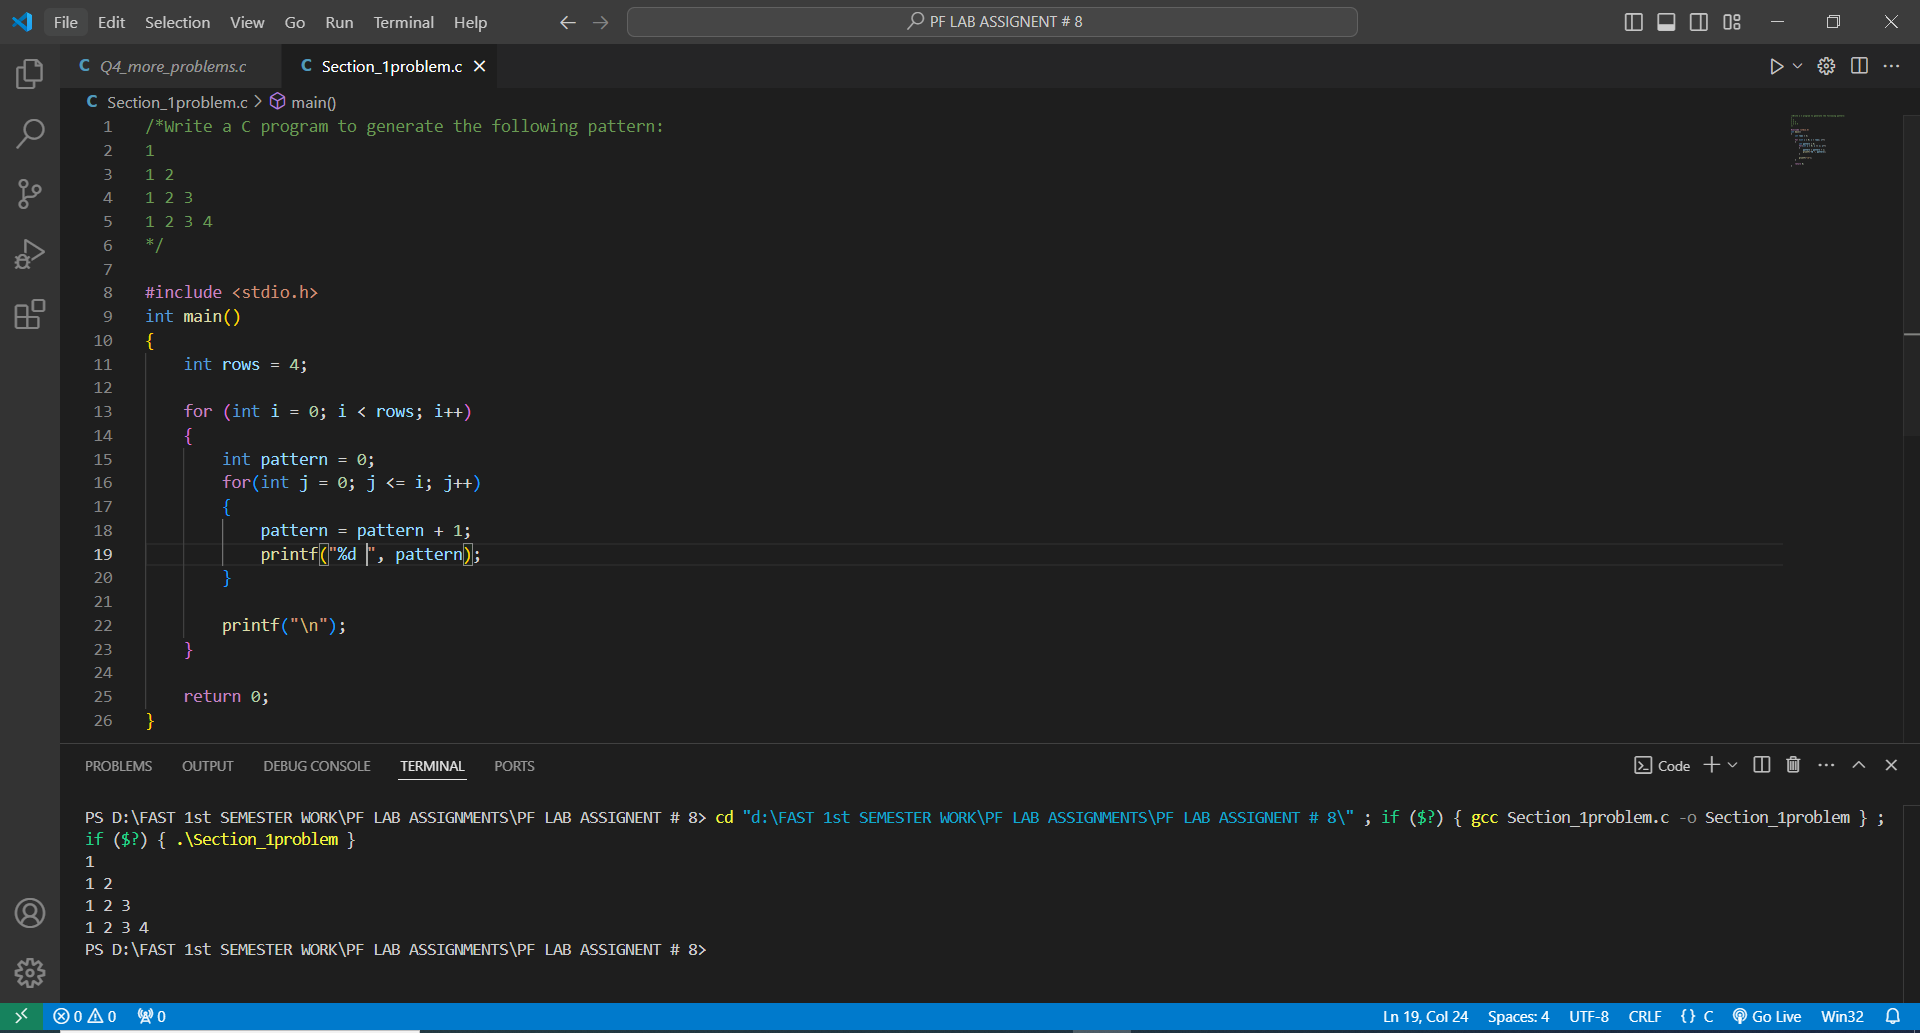 File Edit Selection View Go Run Terminal Help PF LAB ASSIGNENT # 8
C Q4_more_problems.c C Section_1problem.c
C Section_1problem.c > main()
1 /*Write a C program to generate the following pattern:
2 1
3 1 2
4 1 2 3
5 1 2 3 4
6 */
7
8 #include <stdio.h>
9 int main()
10 {
11 int rows = 4;
12
13 for (int i = 0; i < rows; i++)
14 {
15 int pattern = 0;
16 for(int j = 0; j <= i; j++)
17 {
18 pattern = pattern + 1;
19 printf("%d ", pattern);
20 }
21
22 printf("\n");
23 }
24
25 return 0;
26 }
PROBLEMS OUTPUT DEBUG CONSOLE TERMINAL PORTS Code
PS D:\FAST 1st SEMESTER WORK\PF LAB ASSIGNMENTS\PF LAB ASSIGNENT # 8> cd "d:\FAST 1st SEMESTER WORK\PF LAB ASSIGNMENTS\PF LAB ASSIGNENT # 8\" ; if ($?) { gcc Section_1problem.c -o Section_1problem } ;
if ($?) { .\Section_1problem }
1
1 2
1 2 3
1 2 3 4
PS D:\FAST 1st SEMESTER WORK\PF LAB ASSIGNMENTS\PF LAB ASSIGNENT # 8>
0 0 0 Ln 19, Col 24 Spaces: 4 UTF-8 CRLF {} C Go Live Win32